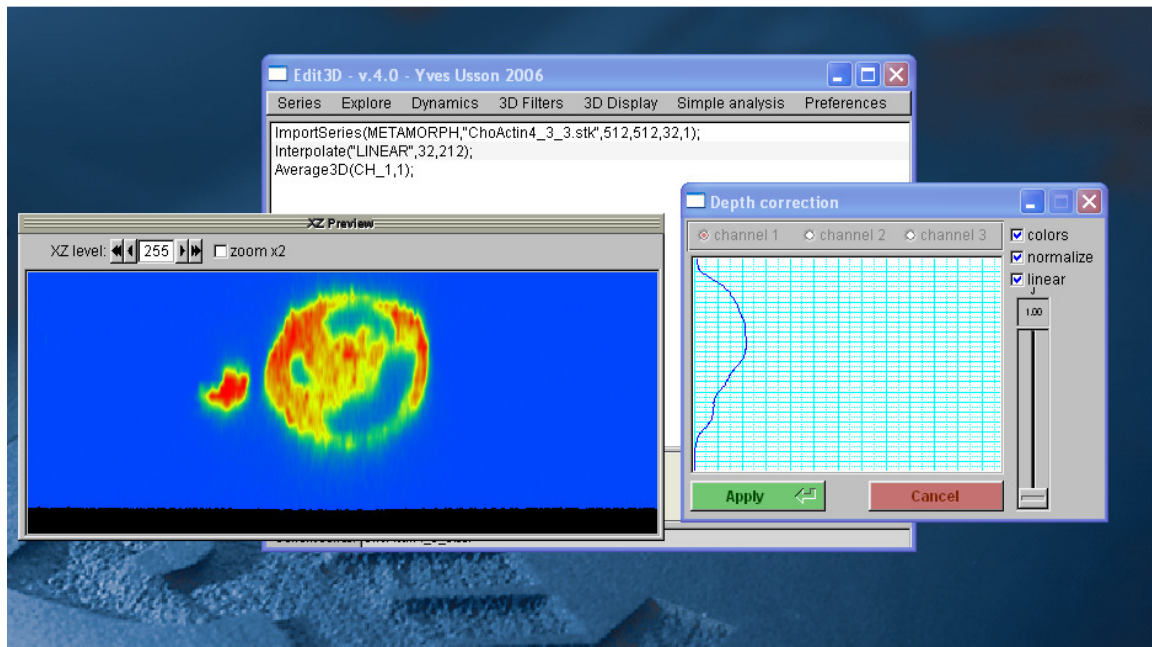 Edit3D - v.4.0 - Yves Usson 2006
Series Explore Dynamics 3D Filters 3D Display Simple analysis Preferences
ImportSeries(METAMORPH,"ChoActin4_3_3.stk",512,512,32,1);
Interpolate("LINEAR",32,212);
Average3D(CH_1,1);
Depth correction
channel 1 channel 2 channel 3
colors
normalize
linear
1.00
Apply
Cancel
XZ Preview
XZ level: 255 zoom x2